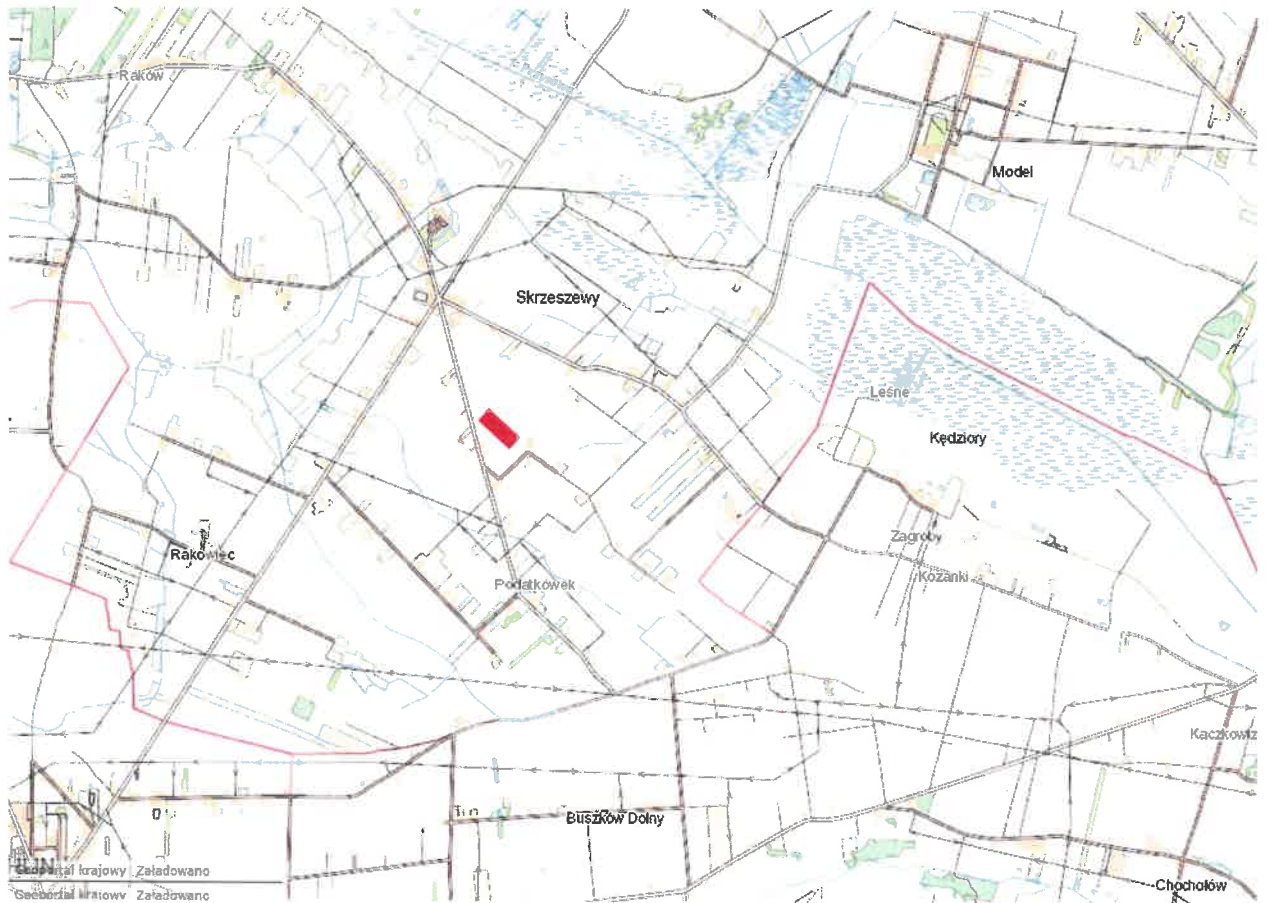 Raków
Model
Skrzeszewy
Leśne
Kędziory
Zagroby
Rakowiec
Kozanki
Podatkówek
Kaczkowiz
Buszków Dolny
Geoportal krajowy Załadowano
Chochołów
Geoportal krajowy Załadowano